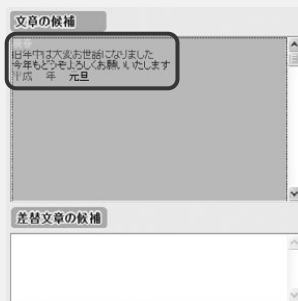 文章の候補
旧年中は大変お世話になりました
今年もどうぞよろしくお願いいたします
平成　年　元旦
差替文章の候補